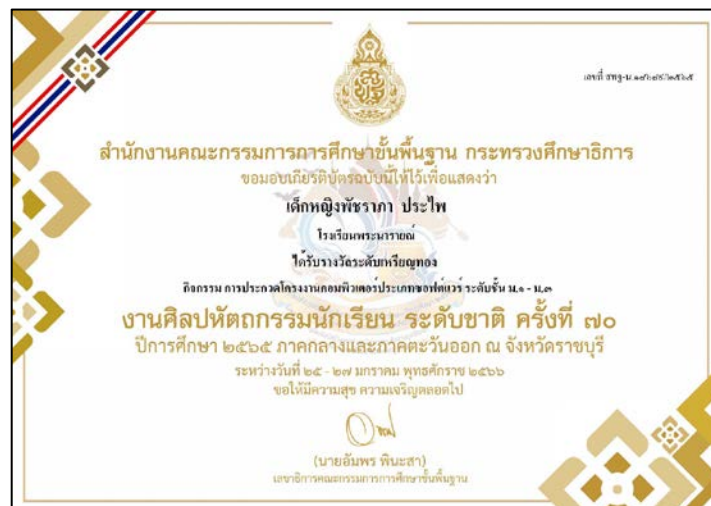 เลขที่ สพฐ-ม.
สำนักงานคณะกรรมการการศึกษาขั้นพื้นฐาน กระทรวงศึกษาธิการ
ขอมอบเกียรติบัตรฉบับนี้ให้ไว้เพื่อแสดงว่า
เด็กหญิงพัชราภา ประไพ
โรงเรียนพระนารายณ์
ได้รับรางวัลระดับเหรียญทอง
กิจกรรม การประกวดโครงงานคอมพิวเตอร์ประเภทซอฟต์แวร์ ระดับชั้น ม.๑ - ม.๓
งานศิลปหัตถกรรมนักเรียน ระดับชาติ ครั้งที่ ๗๐
ปีการศึกษา ๒๕๖๕ ภาคกลางและภาคตะวันออก ณ จังหวัดราชบุรี
ระหว่างวันที่ ๒๕ - ๒๗ มกราคม พุทธศักราช ๒๕๖๖
ขอให้มีความสุข ความเจริญตลอดไป
(นายอัมพร พินะสา)
เลขาธิการคณะกรรมการการศึกษาขั้นพื้นฐาน